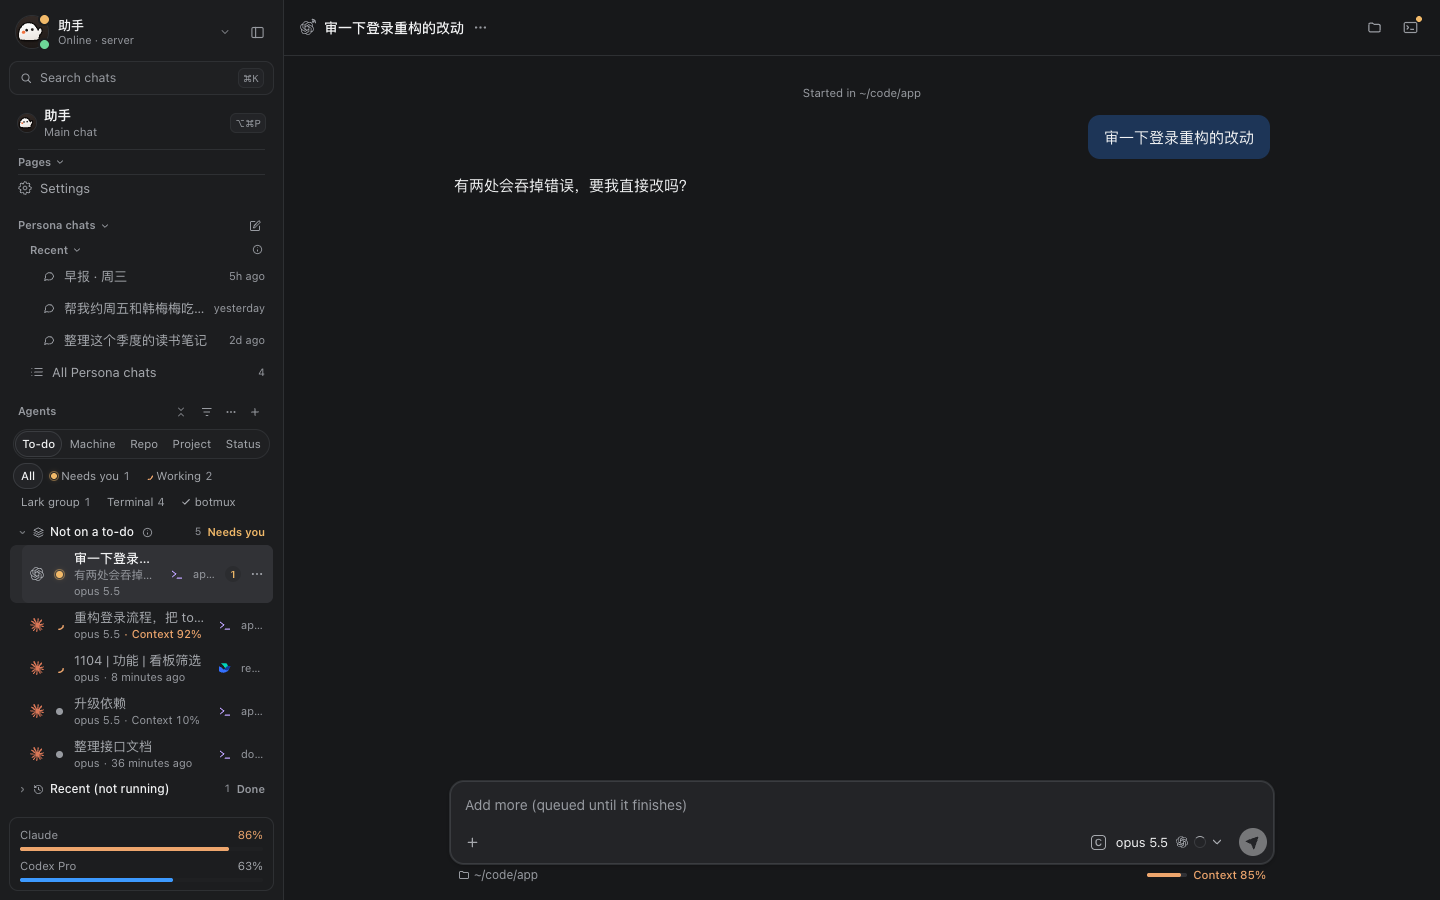 助手
Online · server
Search chats
⌘K
助手
Main chat
⌥⌘P
Pages
Settings
Persona chats
Recent
早报 · 周三
5h ago
帮我约周五和韩梅梅吃...
yesterday
整理这个季度的读书笔记
2d ago
All Persona chats
4
Agents
To-do Machine Repo Project Status
All Needs you 1 Working 2
Lark group 1 Terminal 4 botmux
Not on a to-do
5 Needs you
审一下登录...
有两处会吞掉...
ap...
1
opus 5.5
重构登录流程，把 to...
opus 5.5 · Context 92%
ap...
1104 | 功能 | 看板筛选
opus · 8 minutes ago
re...
升级依赖
opus 5.5 · Context 10%
ap...
整理接口文档
opus · 36 minutes ago
do...
Recent (not running)
1 Done
Claude 86%
Codex Pro 63%
审一下登录重构的改动
Started in ~/code/app
审一下登录重构的改动
有两处会吞掉错误，要我直接改吗?
Add more (queued until it finishes)
C opus 5.5
~/code/app
Context 85%